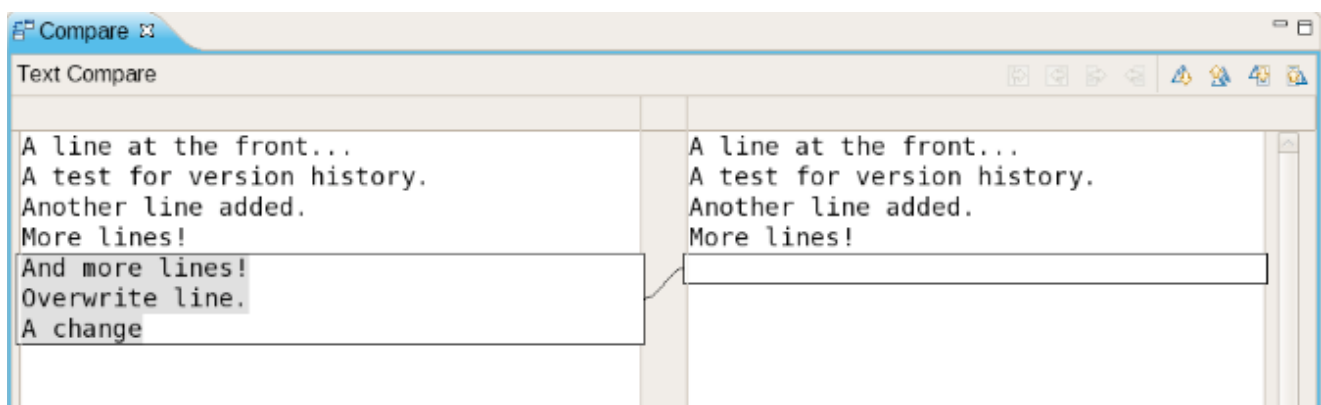 Compare
Text Compare
A line at the front...
A test for version history.
Another line added.
More lines!
And more lines!
Overwrite line.
A change
A line at the front...
A test for version history.
Another line added.
More lines!